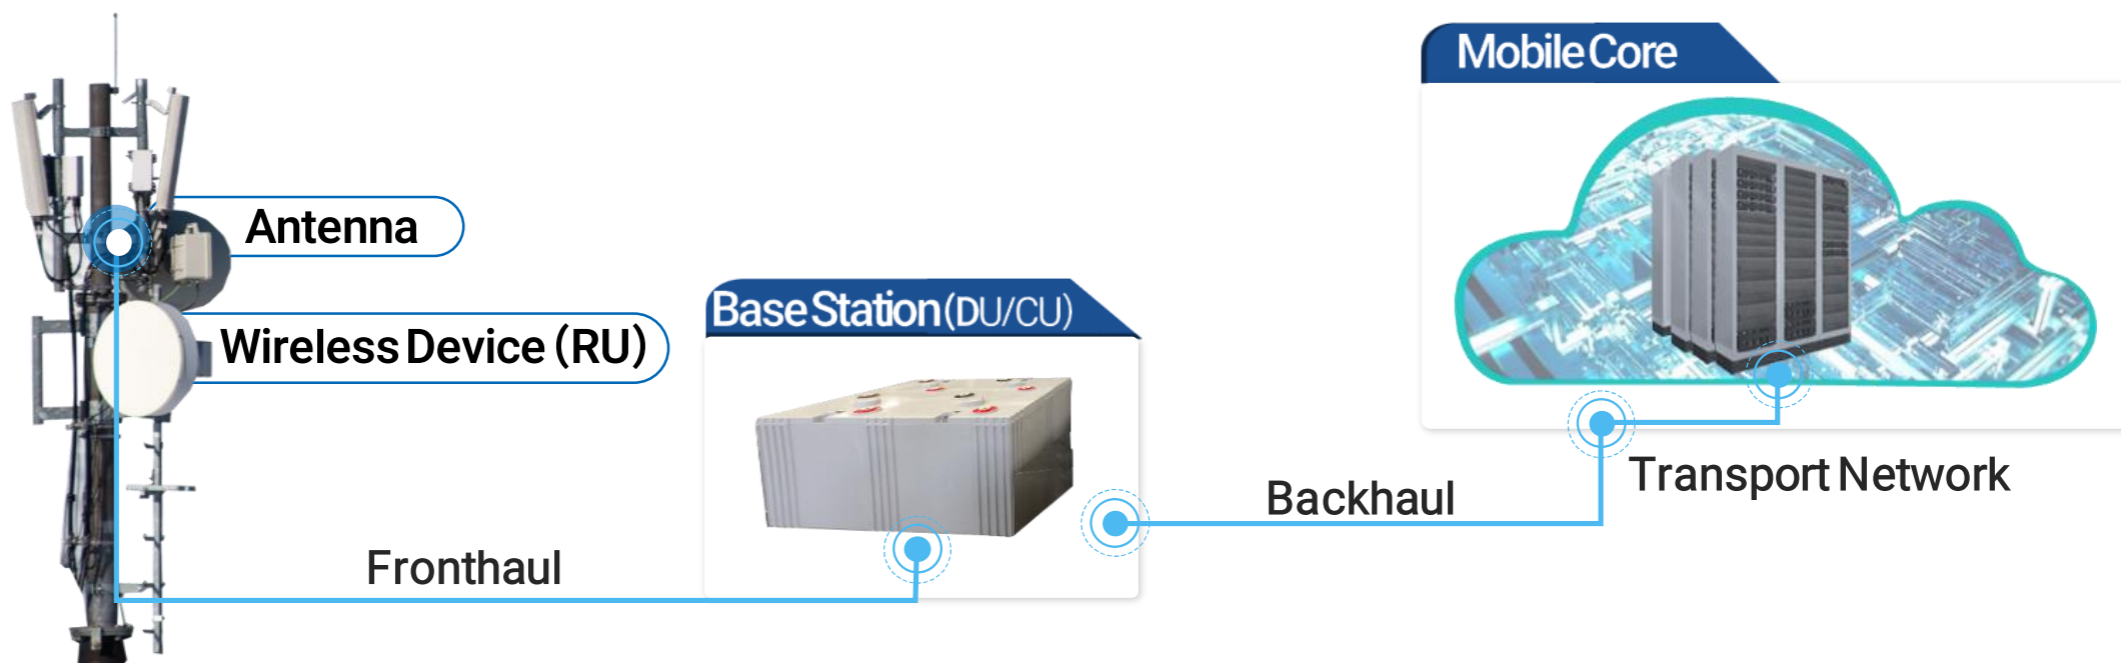 Mobile Core
Antenna
Base Station (DU/CU)
Wireless Device (RU)
Transport Network
Backhaul
Fronthaul